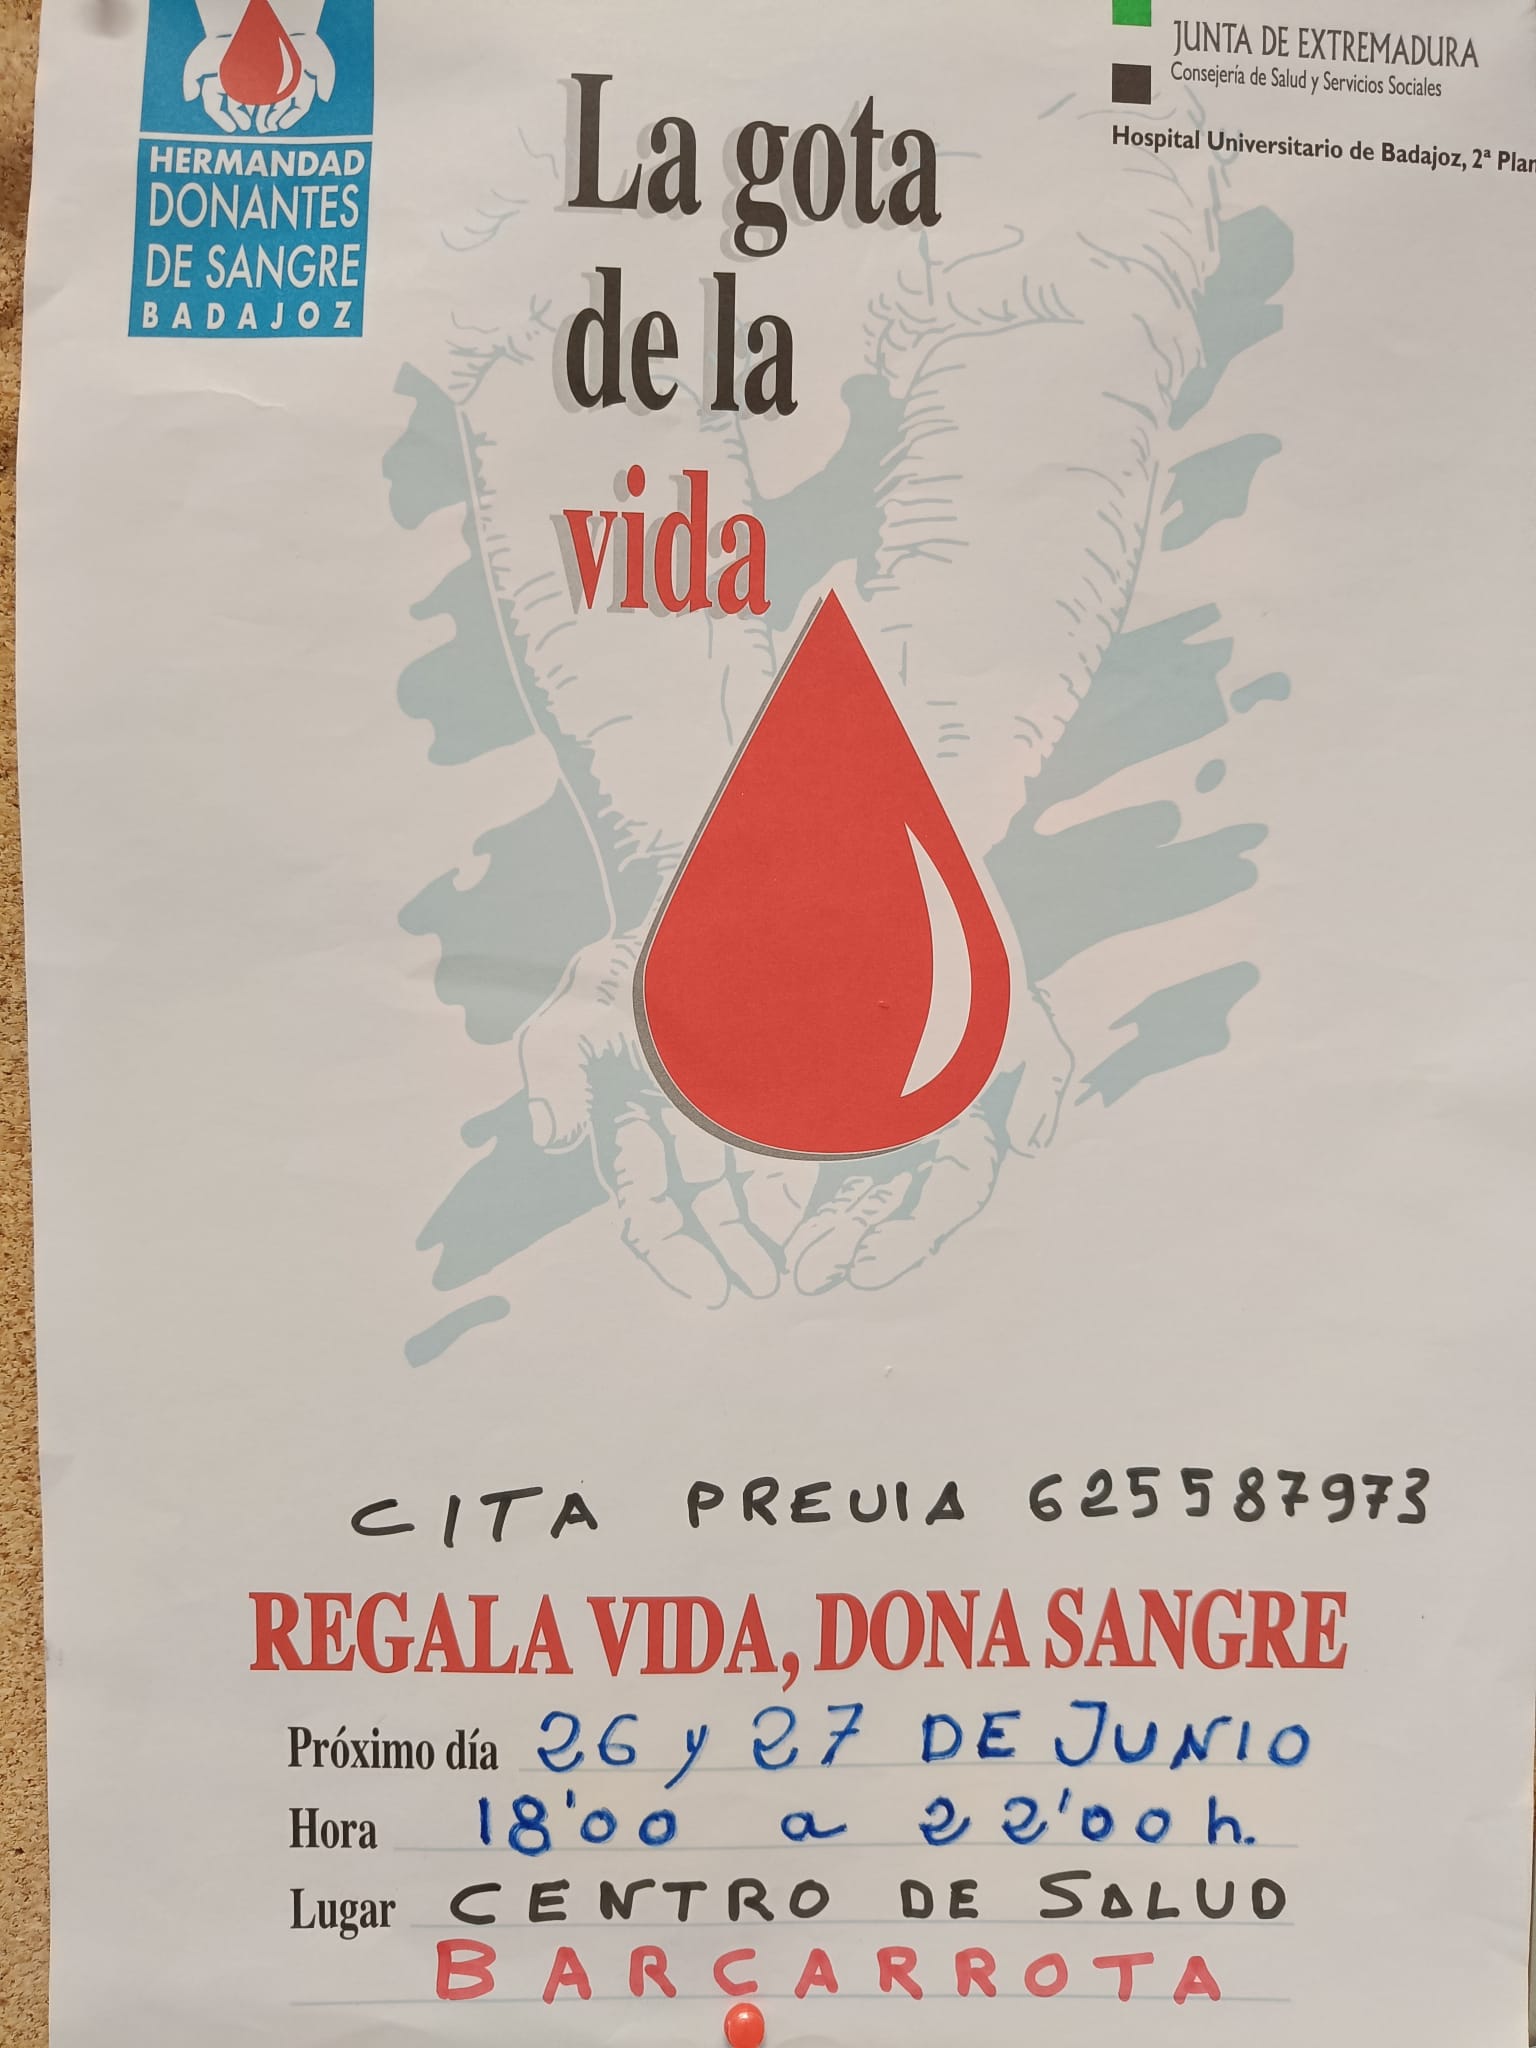 HERMANDAD
DONANTES
DE SANGRE
BADAJOZ
La gota
de la
vida
JUNTA DE EXTREMADURA
Consejería de Salud y Servicios Sociales
Hospital Universitario de Badajoz, 2ª Plan
CITA PREVIA 625587973
REGALA VIDA, DONA SANGRE
Próximo día 26 y 27 DE JUNIO
Hora 18'00 a 22'00 h.
Lugar CENTRO DE SALUD
BARCARROTA